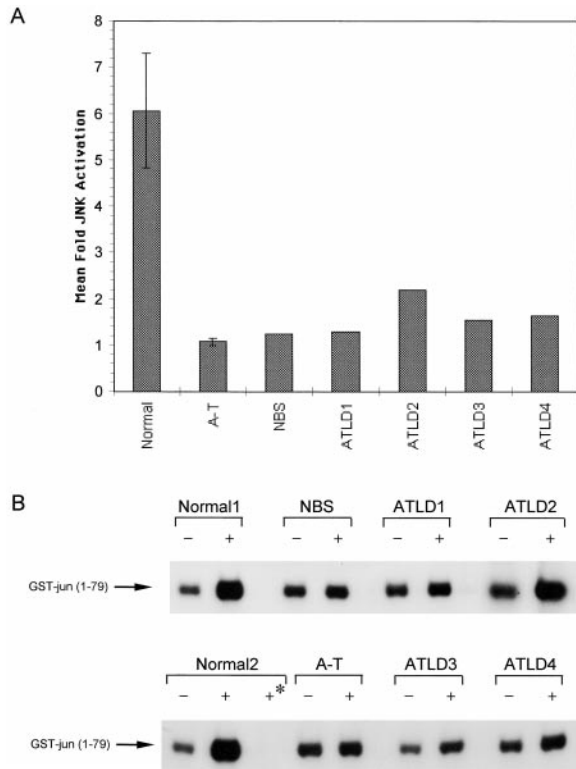 A
Mean Fold JNK Activation
8
7
6
5
4
3
2
1
0
Normal
A-T
NBS
ATLD1
ATLD2
ATLD3
ATLD4
B
Normal1 NBS ATLD1 ATLD2
– + – + – + – +
GST-jun (1-79)
Normal2 A-T ATLD3 ATLD4
– + +* – + – + – +
GST-jun (1-79)